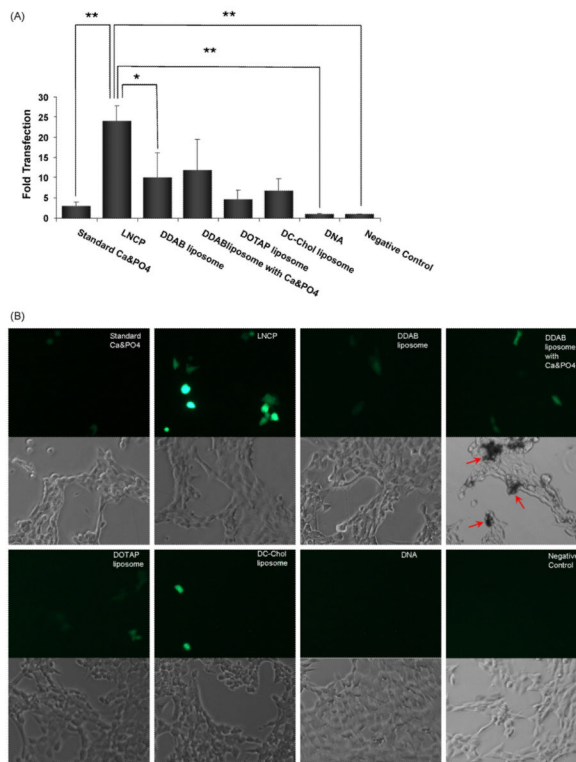 (A)
**
**
**
*
Fold Transfection
30
25
20
15
10
5
0
Standard Ca&PO4
LNCP
DDAB liposome
DDABliposome with Ca&PO4
DOTAP liposome
DC-Chol liposome
DNA
Negative Control
(B)
Standard
Ca&PO4
LNCP
DDAB
liposome
DDAB
liposome
with
Ca&PO4
DOTAP
liposome
DC-Chol
liposome
DNA
Negative
Control